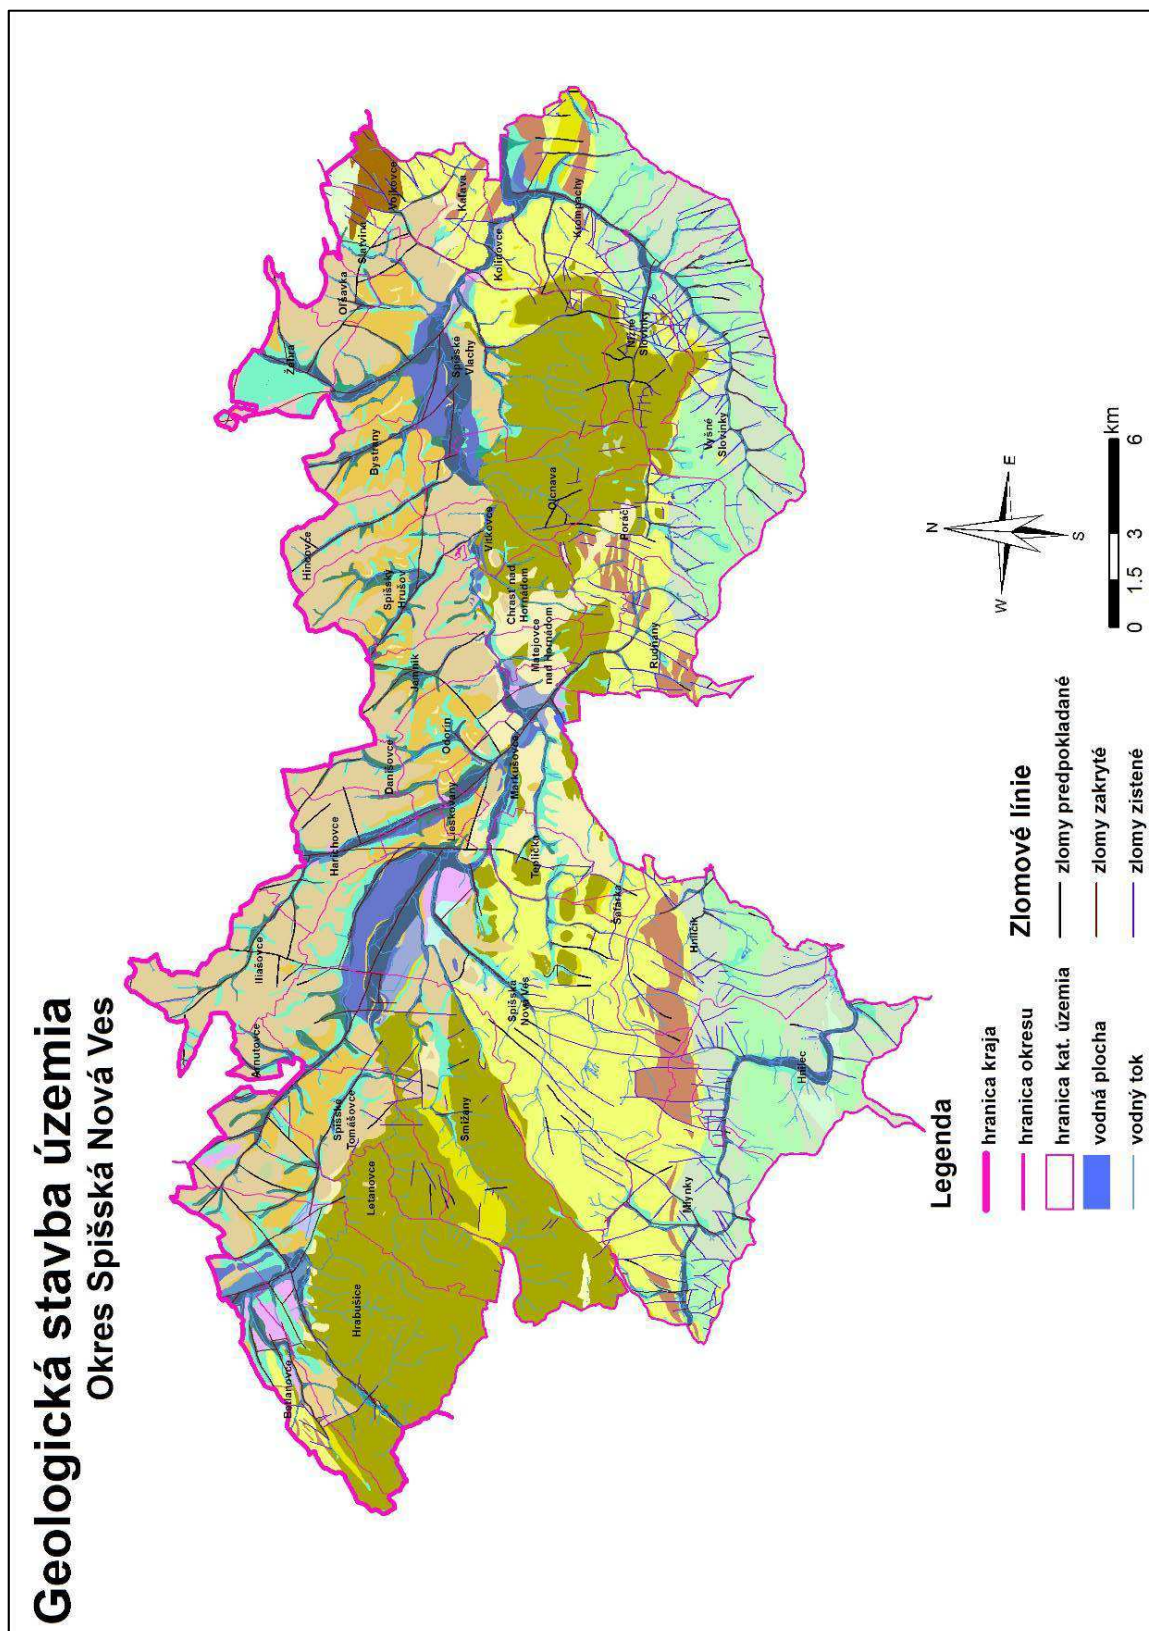 Geologická stavba územia
Okres Spišská Nová Ves
Betlanovce
Hrabušice
Letanovce
Spišské
Tomášovce
Smižany
Arnutovce
Iliašovce
Harichovce
Danišovce
Lieskovany
Odorín
Jamník
Spišský
Hrušov
Hincovce
Bystrany
Žehra
Oľšavka
Slatvina
Vojkovce
Kaľava
Spišské
Vlachy
Kolinovce
Krompachy
Nižné
Slovinky
Vyšné
Slovinky
Olcnava
Vítkovce
Chrasť nad
Hornádom
Matejovce
nad Hornádom
Poráč
Rudňany
Markušovce
Teplička
Spišská
Nová Ves
Šafárka
Hnilčík
Hnilec
Mlynky
N
W
E
S
0
1.5
3
6
km
Legenda
hranica kraja
hranica okresu
hranica kat. územia
vodná plocha
vodný tok
Zlomové línie
zlomy predpokladané
zlomy zakryté
zlomy zistené